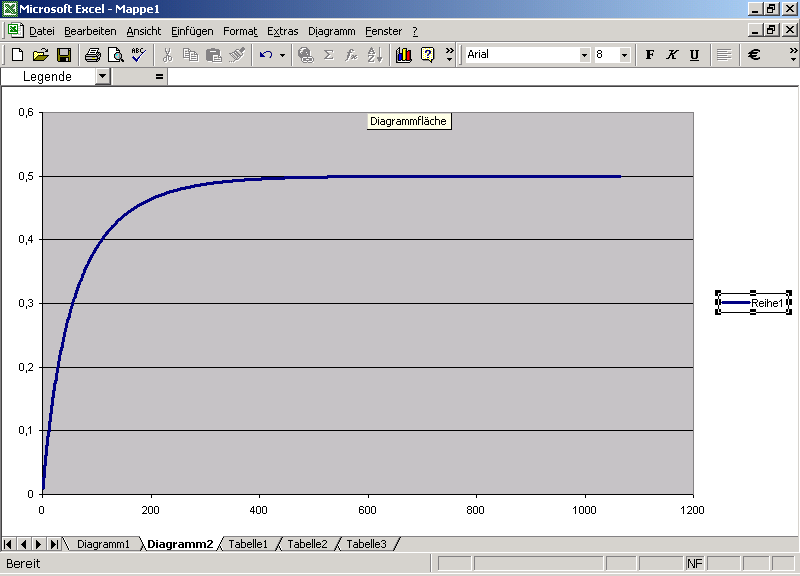 Microsoft Excel - Mappe1
Datei Bearbeiten Ansicht Einfügen Format Extras Diagramm Fenster ?
ABC Σ fx A Z Arial 8 F K U €
Legende =
Diagrammfläche
0,6
0,5
0,4
0,3
0,2
0,1
0
Reihe1
0 200 400 600 800 1000 1200
Diagramm1 Diagramm2 Tabelle1 Tabelle2 Tabelle3
Bereit NF